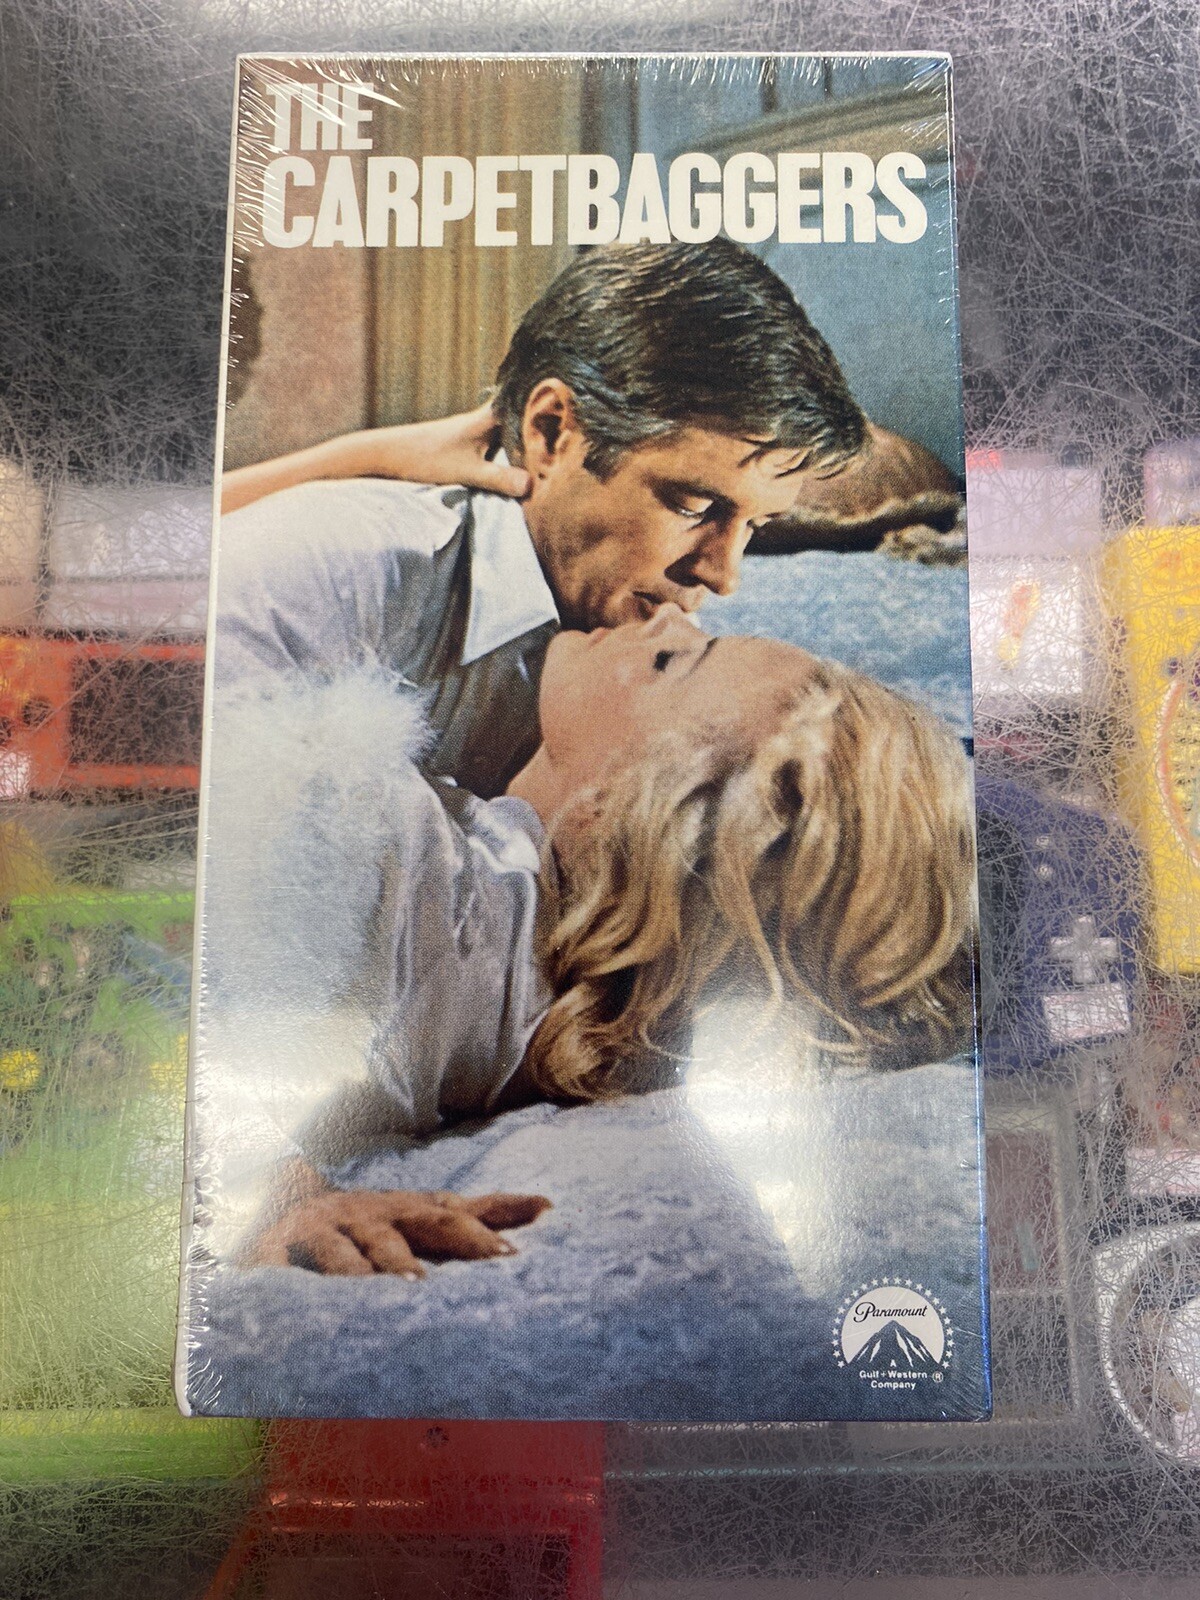 THE
CARPETBAGGERS
Paramount
A
Gulf+Western
Company ®